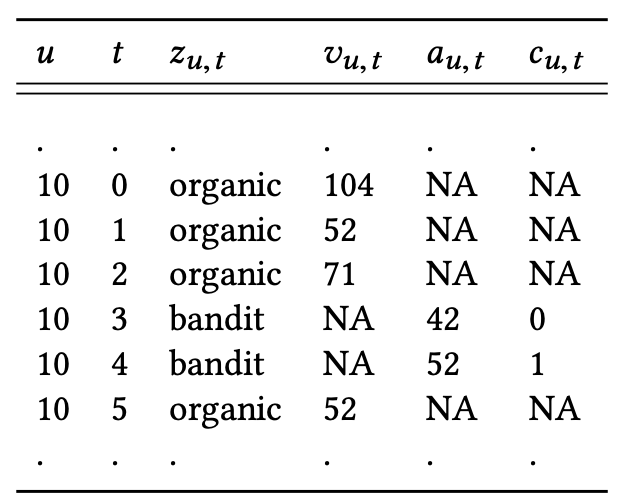 u t z_{u,t} v_{u,t} a_{u,t} c_{u,t}
. . . . . .
10 0 organic 104 NA NA
10 1 organic 52 NA NA
10 2 organic 71 NA NA
10 3 bandit NA 42 0
10 4 bandit NA 52 1
10 5 organic 52 NA NA
. . . . . .